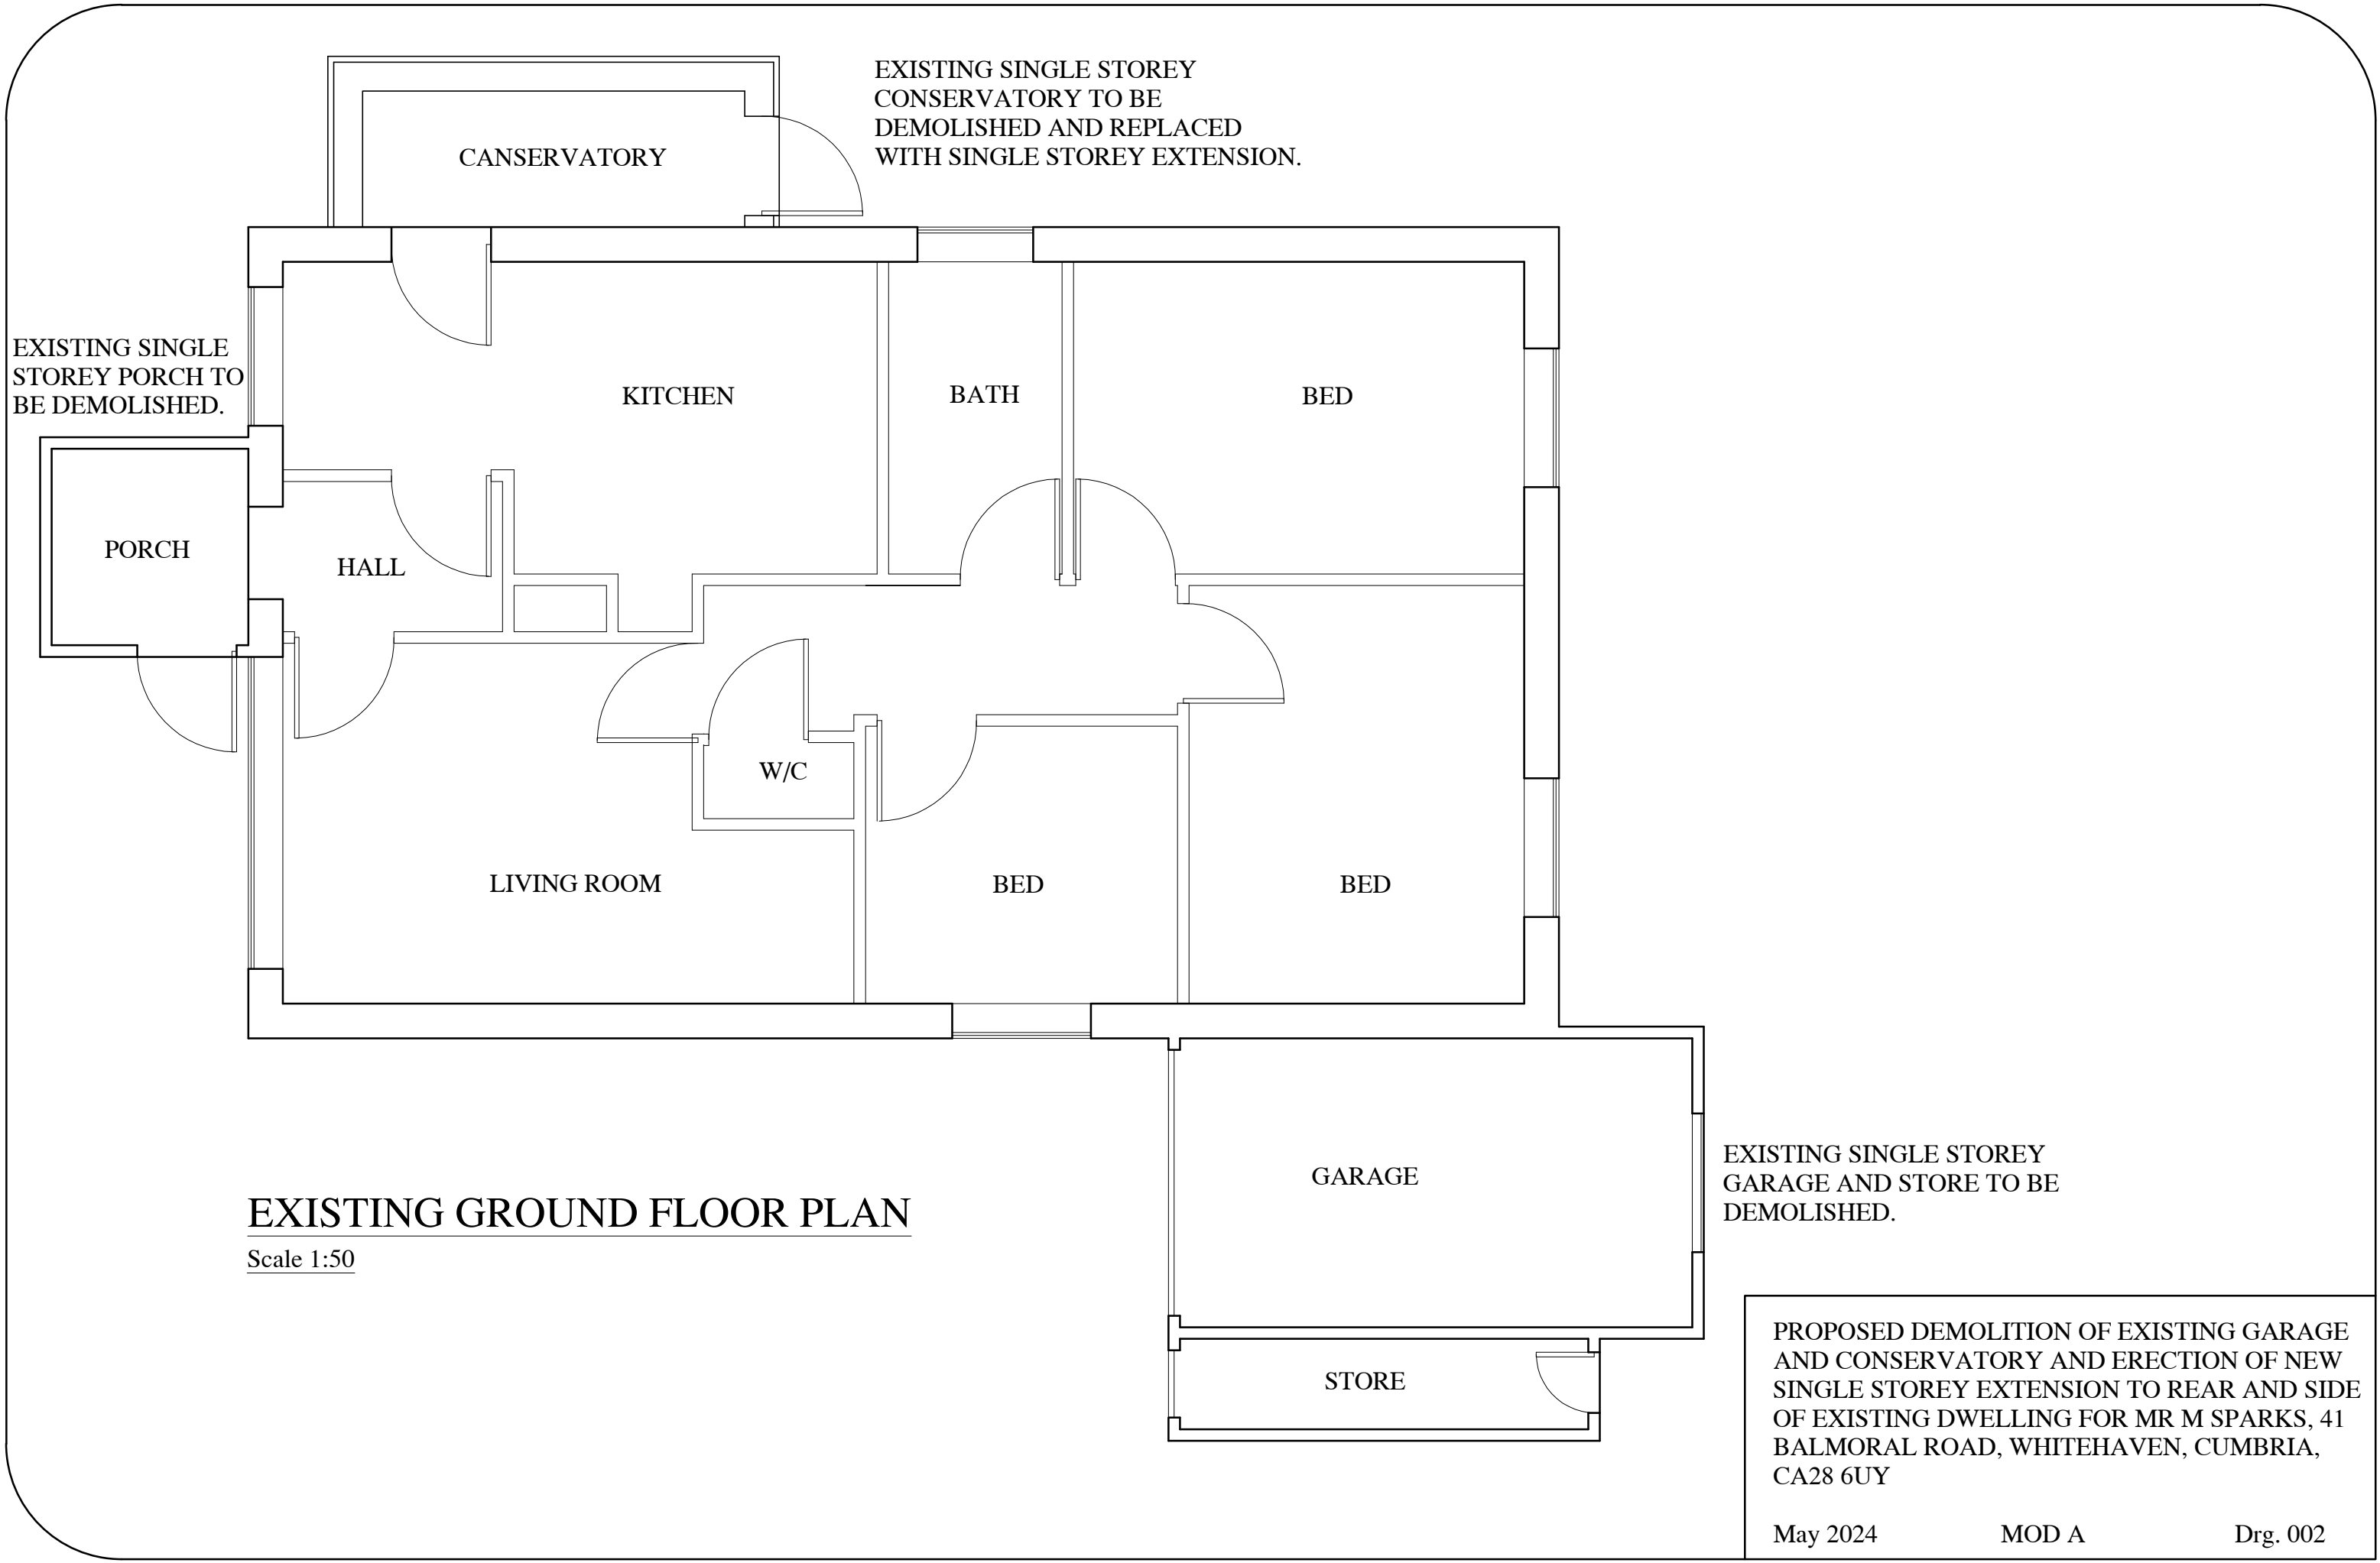 EXISTING SINGLE STOREY
CONSERVATORY TO BE
DEMOLISHED AND REPLACED
WITH SINGLE STOREY EXTENSION.
CANSERVATORY
EXISTING SINGLE
STOREY PORCH TO
BE DEMOLISHED.
KITCHEN
BATH
BED
PORCH
HALL
W/C
LIVING ROOM
BED
BED
GARAGE
EXISTING SINGLE STOREY
GARAGE AND STORE TO BE
DEMOLISHED.
EXISTING GROUND FLOOR PLAN
Scale 1:50
STORE
PROPOSED DEMOLITION OF EXISTING GARAGE
AND CONSERVATORY AND ERECTION OF NEW
SINGLE STOREY EXTENSION TO REAR AND SIDE
OF EXISTING DWELLING FOR MR M SPARKS, 41
BALMORAL ROAD, WHITEHAVEN, CUMBRIA,
CA28 6UY
May 2024 MOD A Drg. 002